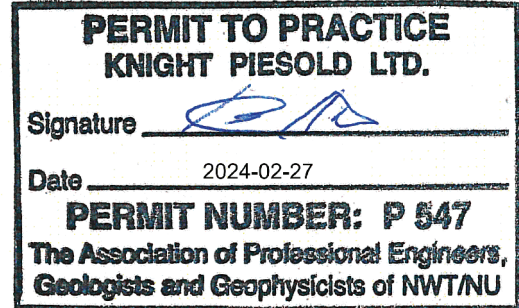 PERMIT TO PRACTICE
KNIGHT PIESOLD LTD.
Signature
Date 2024-02-27
PERMIT NUMBER: P 547
The Association of Professional Engineers,
Geologists and Geophysicists of NWT/NU